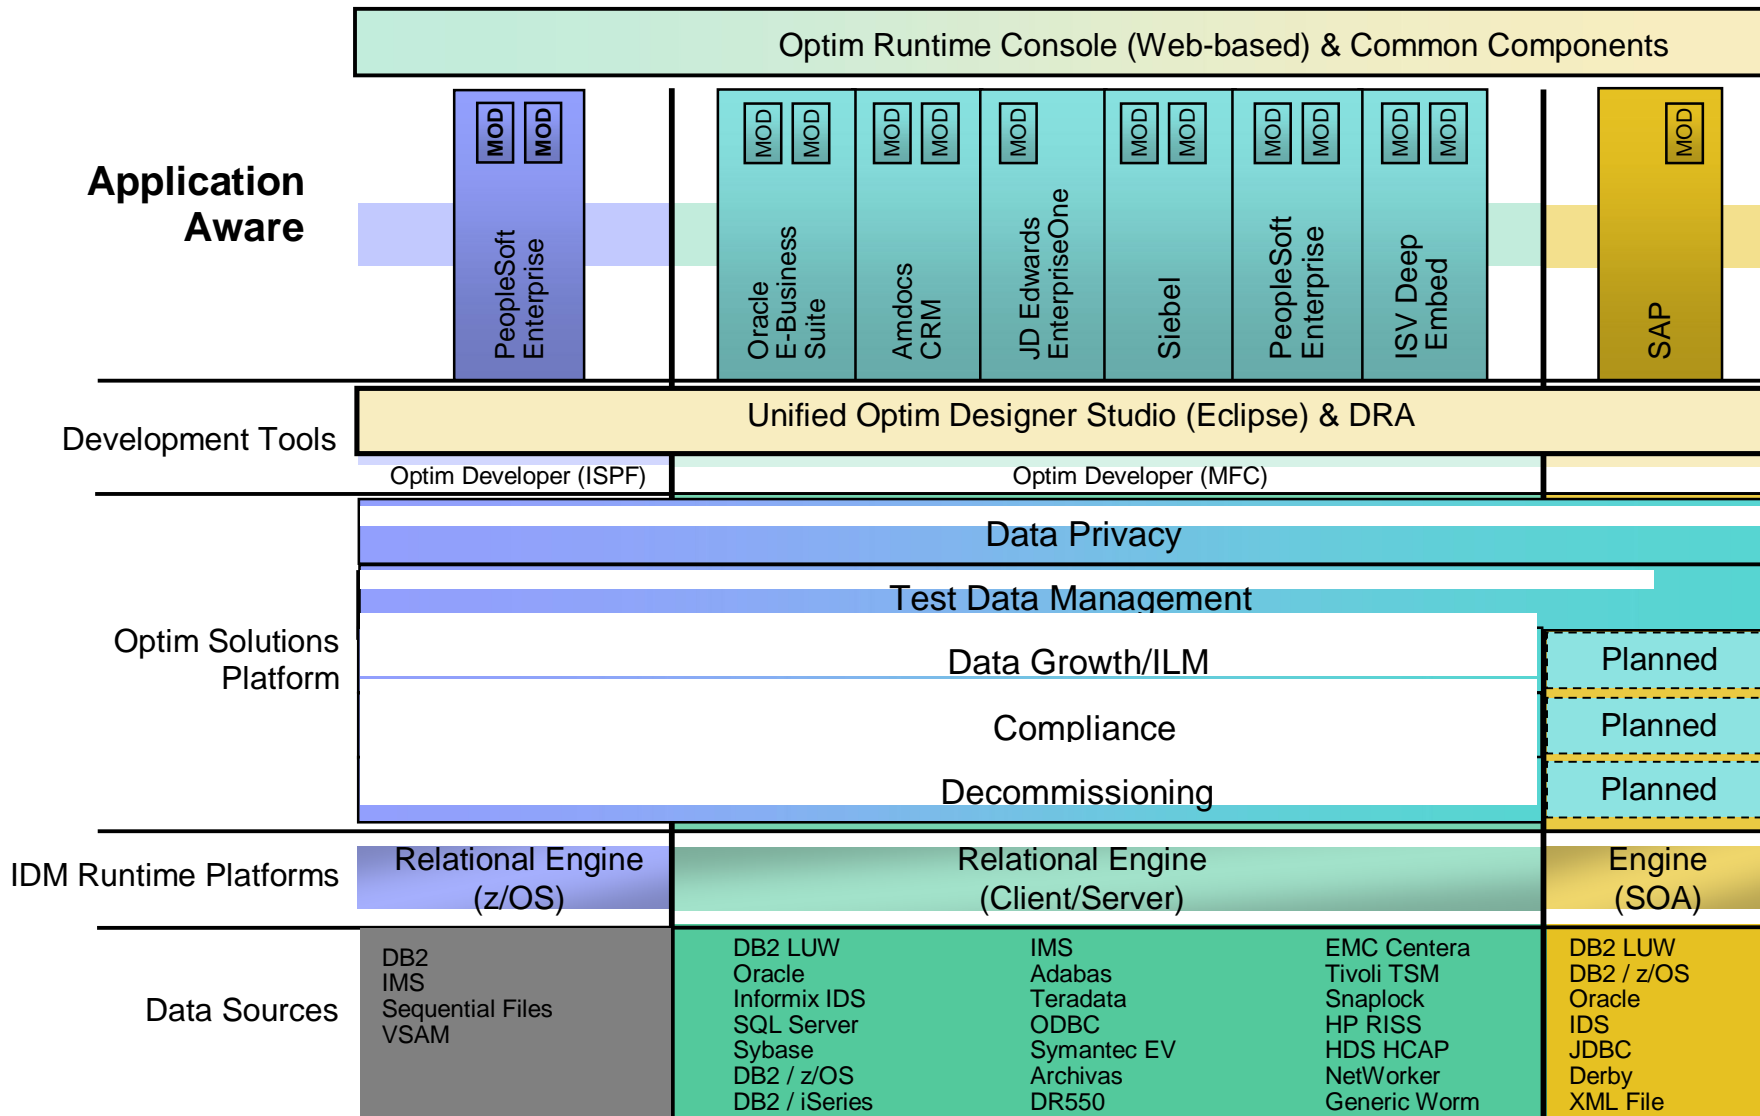 Optim Runtime Console (Web-based) & Common Components
Application
Aware
MOD
MOD
PeopleSoft
Enterprise
MOD
MOD
Oracle
E-Business
Suite
MOD
MOD
Amdocs
CRM
MOD
JD Edwards
EnterpriseOne
MOD
MOD
Siebel
MOD
MOD
PeopleSoft
Enterprise
MOD
MOD
ISV Deep
Embed
MOD
SAP
Development Tools
Unified Optim Designer Studio (Eclipse) & DRA
Optim Developer (ISPF)
Optim Developer (MFC)
Optim Solutions
Platform
Data Privacy
Test Data Management
Data Growth/ILM
Planned
Compliance
Planned
Decommissioning
Planned
IDM Runtime Platforms
Relational Engine
(z/OS)
Relational Engine
(Client/Server)
Engine
(SOA)
Data Sources
DB2
IMS
Sequential Files
VSAM
DB2 LUW
Oracle
Informix IDS
SQL Server
Sybase
DB2 / z/OS
DB2 / iSeries
IMS
Adabas
Teradata
ODBC
Symantec EV
Archivas
DR550
EMC Centera
Tivoli TSM
Snaplock
HP RISS
HDS HCAP
NetWorker
Generic Worm
DB2 LUW
DB2 / z/OS
Oracle
IDS
JDBC
Derby
XML File